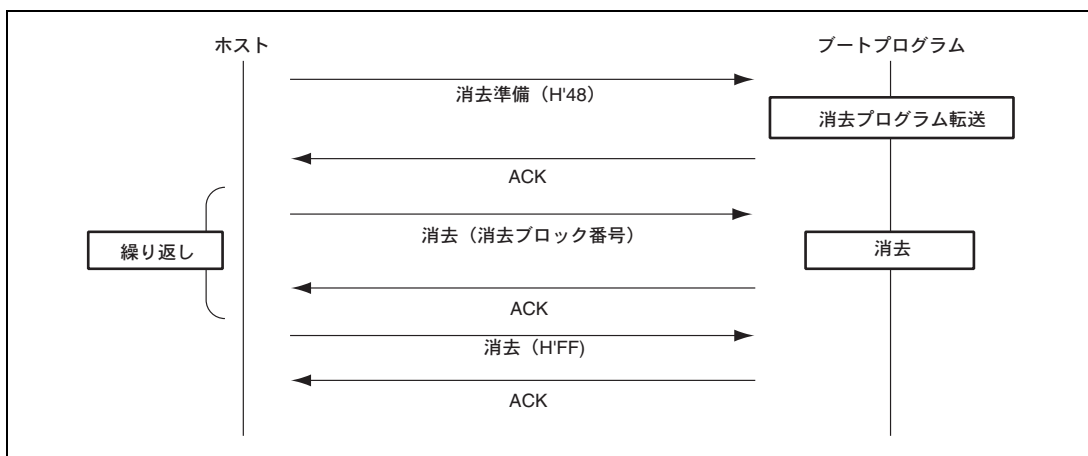 ホスト
ブートプログラム
消去準備（H'48）
消去プログラム転送
ACK
消去（消去ブロック番号）
繰り返し
消去
ACK
消去（H'FF)
ACK